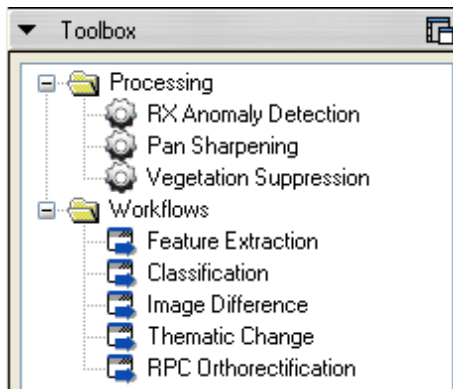 Toolbox
Processing
RX Anomaly Detection
Pan Sharpening
Vegetation Suppression
Workflows
Feature Extraction
Classification
Image Difference
Thematic Change
RPC Orthorectification